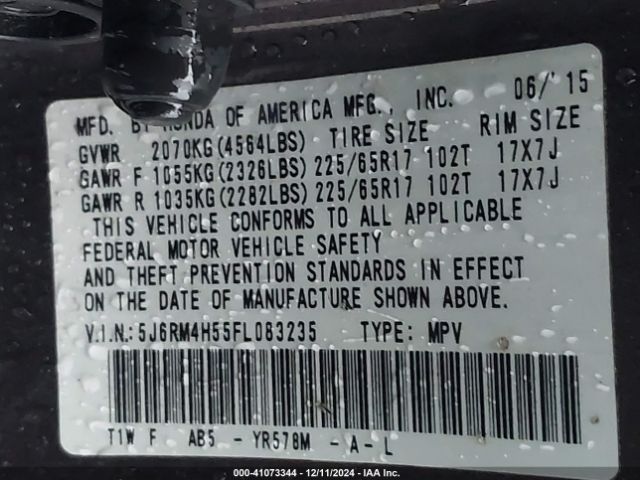 MFD. BY HONDA OF AMERICA MFG., INC. 06/'15
GVWR 2070KG(4564LBS) TIRE SIZE RIM SIZE
GAWR F 1055KG(2326LBS) 225/65R17 102T 17X7J
GAWR R 1035KG(2282LBS) 225/65R17 102T 17X7J
THIS VEHICLE CONFORMS TO ALL APPLICABLE
FEDERAL MOTOR VEHICLE SAFETY
AND THEFT PREVENTION STANDARDS IN EFFECT
ON THE DATE OF MANUFACTURE SHOWN ABOVE.
V.I.N.: 5J6RM4H55FL083235 TYPE: MPV
T1W F AB5 - YR578M - A - L
000-41073344 - 12/11/2024 - IAA Inc.